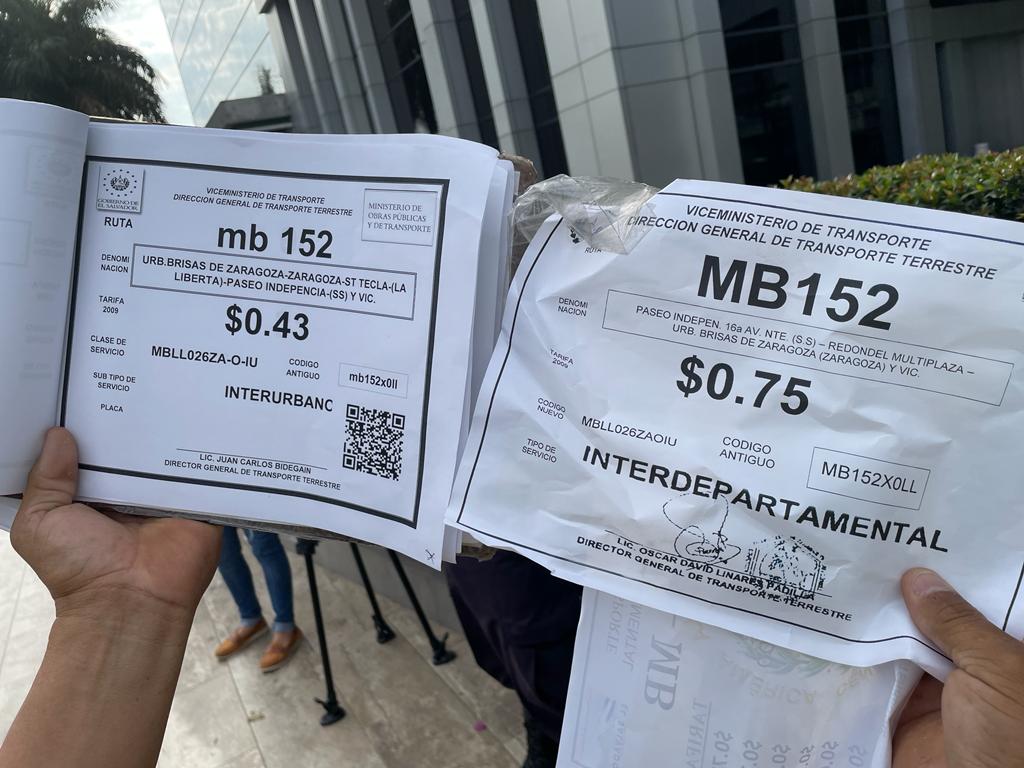 GOBIERNO DE
EL SALVADOR
VICEMINISTERIO DE TRANSPORTE
DIRECCION GENERAL DE TRANSPORTE TERRESTRE
MINISTERIO DE
OBRAS PÚBLICAS
Y DE TRANSPORTE
RUTA
mb 152
DENOMI
NACION
URB.BRISAS DE ZARAGOZA-ZARAGOZA-ST TECLA-(LA
LIBERTA)-PASEO INDEPENCIA-(SS) Y VIC.
TARIFA
2009
$0.43
CLASE DE
SERVICIO
MBLL026ZA-O-IU
CODIGO
ANTIGUO
mb152x0ll
SUB TIPO DE
SERVICIO
INTERURBANO
PLACA
LIC. JUAN CARLOS BIDEGAIN
DIRECTOR GENERAL DE TRANSPORTE TERRESTRE
x
VICEMINISTERIO DE TRANSPORTE
DIRECCION GENERAL DE TRANSPORTE TERRESTRE
RUTA
MB152
DENOMI
NACION
PASEO INDEPEN. 16a AV. NTE. (S.S) – REDONDEL MULTIPLAZA –
URB. BRISAS DE ZARAGOZA (ZARAGOZA) Y VIC.
TARIFA
2009
$0.75
CODIGO
NUEVO
MBLL026ZAOIU
CODIGO
ANTIGUO
MB152X0LL
TIPO DE
SERVICIO
INTERDEPARTAMENTAL
LIC. OSCAR DAVID LINARES PADILLA
DIRECTOR GENERAL DE TRANSPORTE TERRESTRE